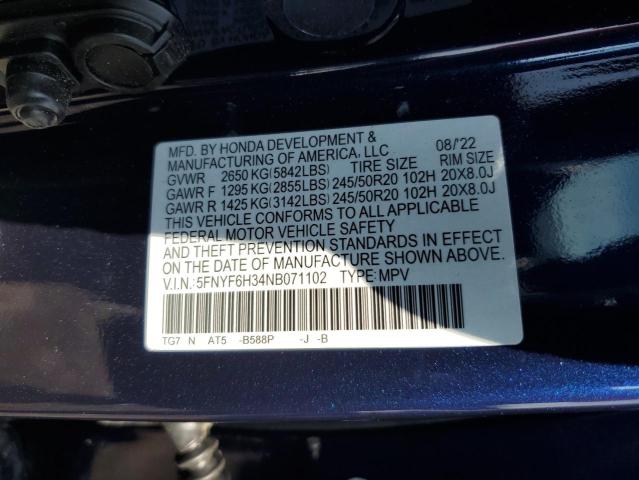 MFD. BY HONDA DEVELOPMENT &
MANUFACTURING OF AMERICA, LLC 08/'22
GVWR 2650 KG(5842LBS) TIRE SIZE RIM SIZE
GAWR F 1295 KG(2855LBS) 245/50R20 102H 20X8.0J
GAWR R 1425 KG(3142LBS) 245/50R20 102H 20X8.0J
THIS VEHICLE CONFORMS TO ALL APPLICABLE
FEDERAL MOTOR VEHICLE SAFETY
AND THEFT PREVENTION STANDARDS IN EFFECT
ON THE DATE OF MANUFACTURE SHOWN ABOVE.
V.I.N.:5FNYF6H34NB071102 TYPE:MPV
TG7 N AT5 -B588P -J -B